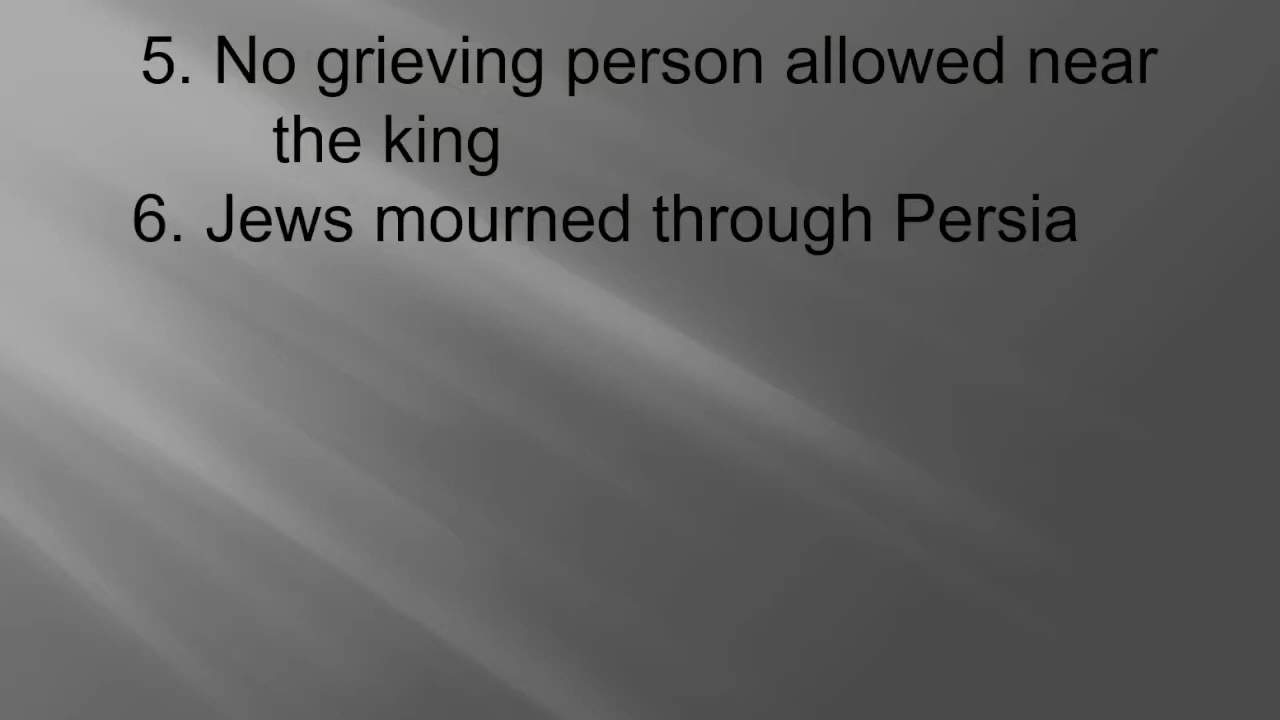 5. No grieving person allowed near
the king
6. Jews mourned through Persia